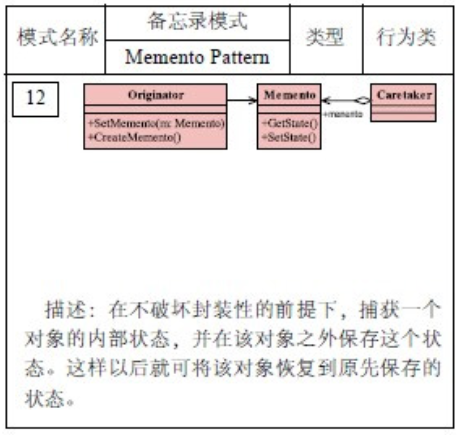 模式名称
备忘录模式
Memento Pattern
类型
行为类
12
Originator
+SetMemento(m: Memento)
+CreateMemento()
Memento
+GetState()
+SetState()
+memento
Caretaker
描述：在不破坏封装性的前提下，捕获一个
对象的内部状态，并在该对象之外保存这个状
态。这样以后就可将该对象恢复到原先保存的
状态。